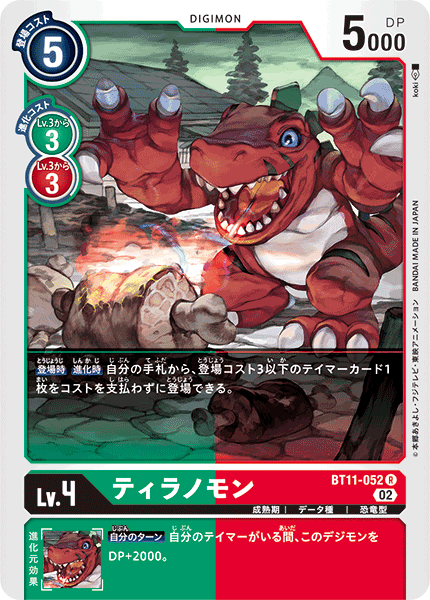 DIGIMON
登場コスト
5
DP
5000
進化コスト
Lv.3から
3
Lv.3から
3
koki
登場時 進化時 自分の手札から、登場コスト3以下のテイマーカード1
枚をコストを支払わずに登場できる。
© 本郷あきよし・フジテレビ・東映アニメーション BANDAI MADE IN JAPAN
BT11-052 R
02
Lv.4
ティラノモン
成熟期 | データ種 | 恐竜型
進化元効果
自分のターン 自分のテイマーがいる間、このデジモンを
DP+2000。